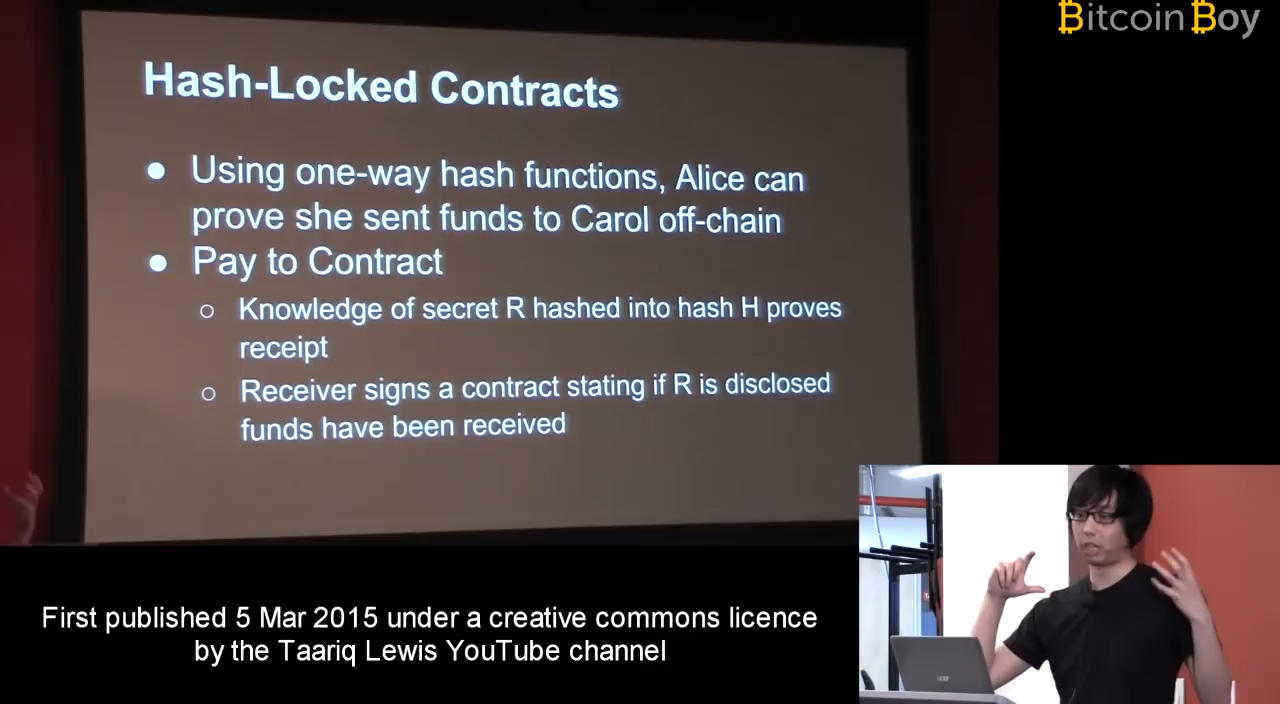 Bitcoin Boy
Hash-Locked Contracts
● Using one-way hash functions, Alice can
prove she sent funds to Carol off-chain
● Pay to Contract
○ Knowledge of secret R hashed into hash H proves
receipt
○ Receiver signs a contract stating if R is disclosed
funds have been received
First published 5 Mar 2015 under a creative commons licence
by the Taariq Lewis YouTube channel
acer